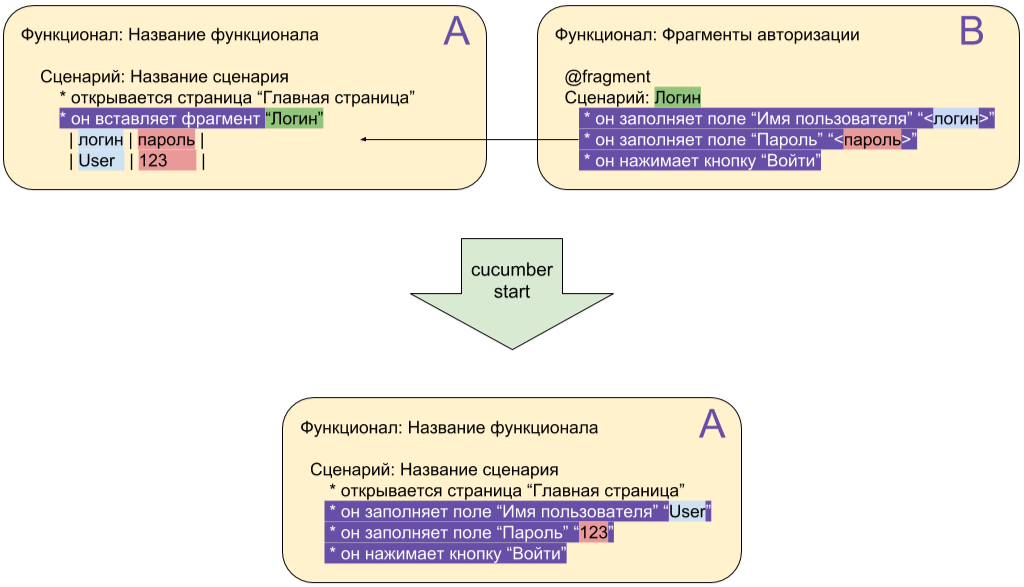 Функционал: Название функционала
A
Сценарий: Название сценария
* открывается страница “Главная страница”
* он вставляет фрагмент “Логин”
| логин | пароль |
| User | 123 |
Функционал: Фрагменты авторизации
B
@fragment
Сценарий: Логин
* он заполняет поле “Имя пользователя” “<логин>”
* он заполняет поле “Пароль” “<пароль>”
* он нажимает кнопку “Войти”
cucumber
start
Функционал: Название функционала
A
Сценарий: Название сценария
* открывается страница “Главная страница”
* он заполняет поле “Имя пользователя” “User”
* он заполняет поле “Пароль” “123”
* он нажимает кнопку “Войти”